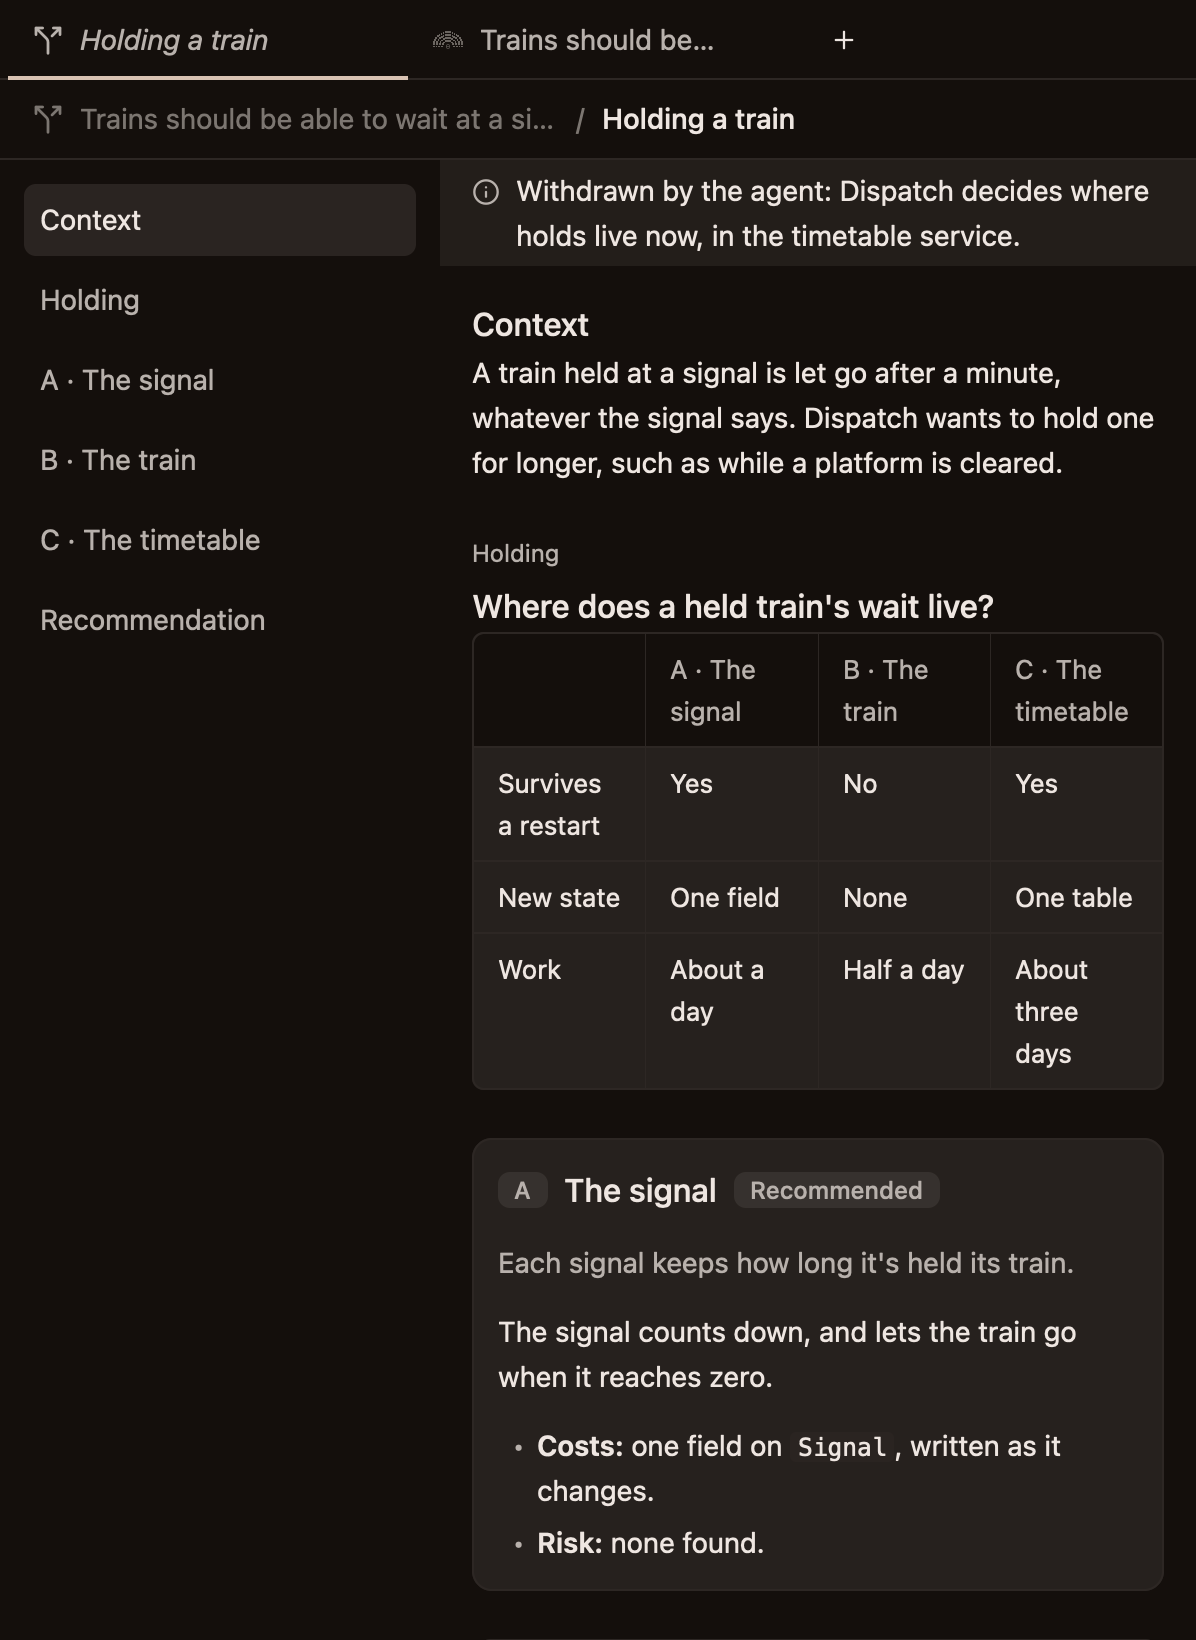 Holding a train
Trains should be...
+
Trains should be able to wait at a si... / Holding a train
Context
Holding
A · The signal
B · The train
C · The timetable
Recommendation
Withdrawn by the agent: Dispatch decides where
holds live now, in the timetable service.
Context
A train held at a signal is let go after a minute,
whatever the signal says. Dispatch wants to hold one
for longer, such as while a platform is cleared.
Holding
Where does a held train's wait live?
A · The
signal
B · The
train
C · The
timetable
Survives
a restart
Yes
No
Yes
New state
One field
None
One table
Work
About a
day
Half a day
About
three
days
A The signal Recommended
Each signal keeps how long it's held its train.
The signal counts down, and lets the train go
when it reaches zero.
• Costs: one field on Signal, written as it
changes.
• Risk: none found.